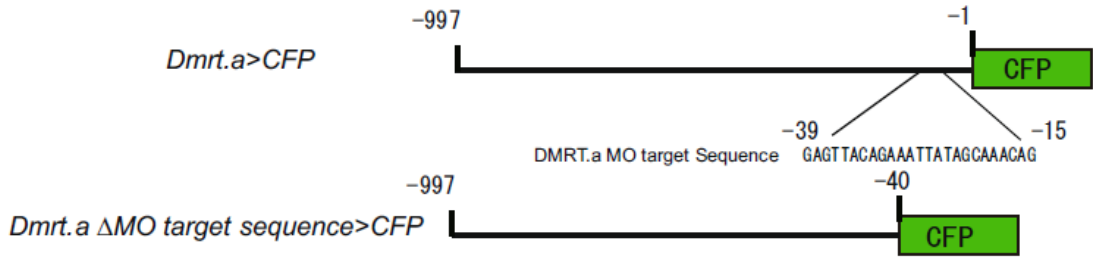 -997 -1
Dmrt.a>CFP CFP
-39 -15
DMRT.a MO target Sequence GAGTTACAGAAATTATAGCAAACAG
-997 -40
Dmrt.a ΔMO target sequence>CFP CFP